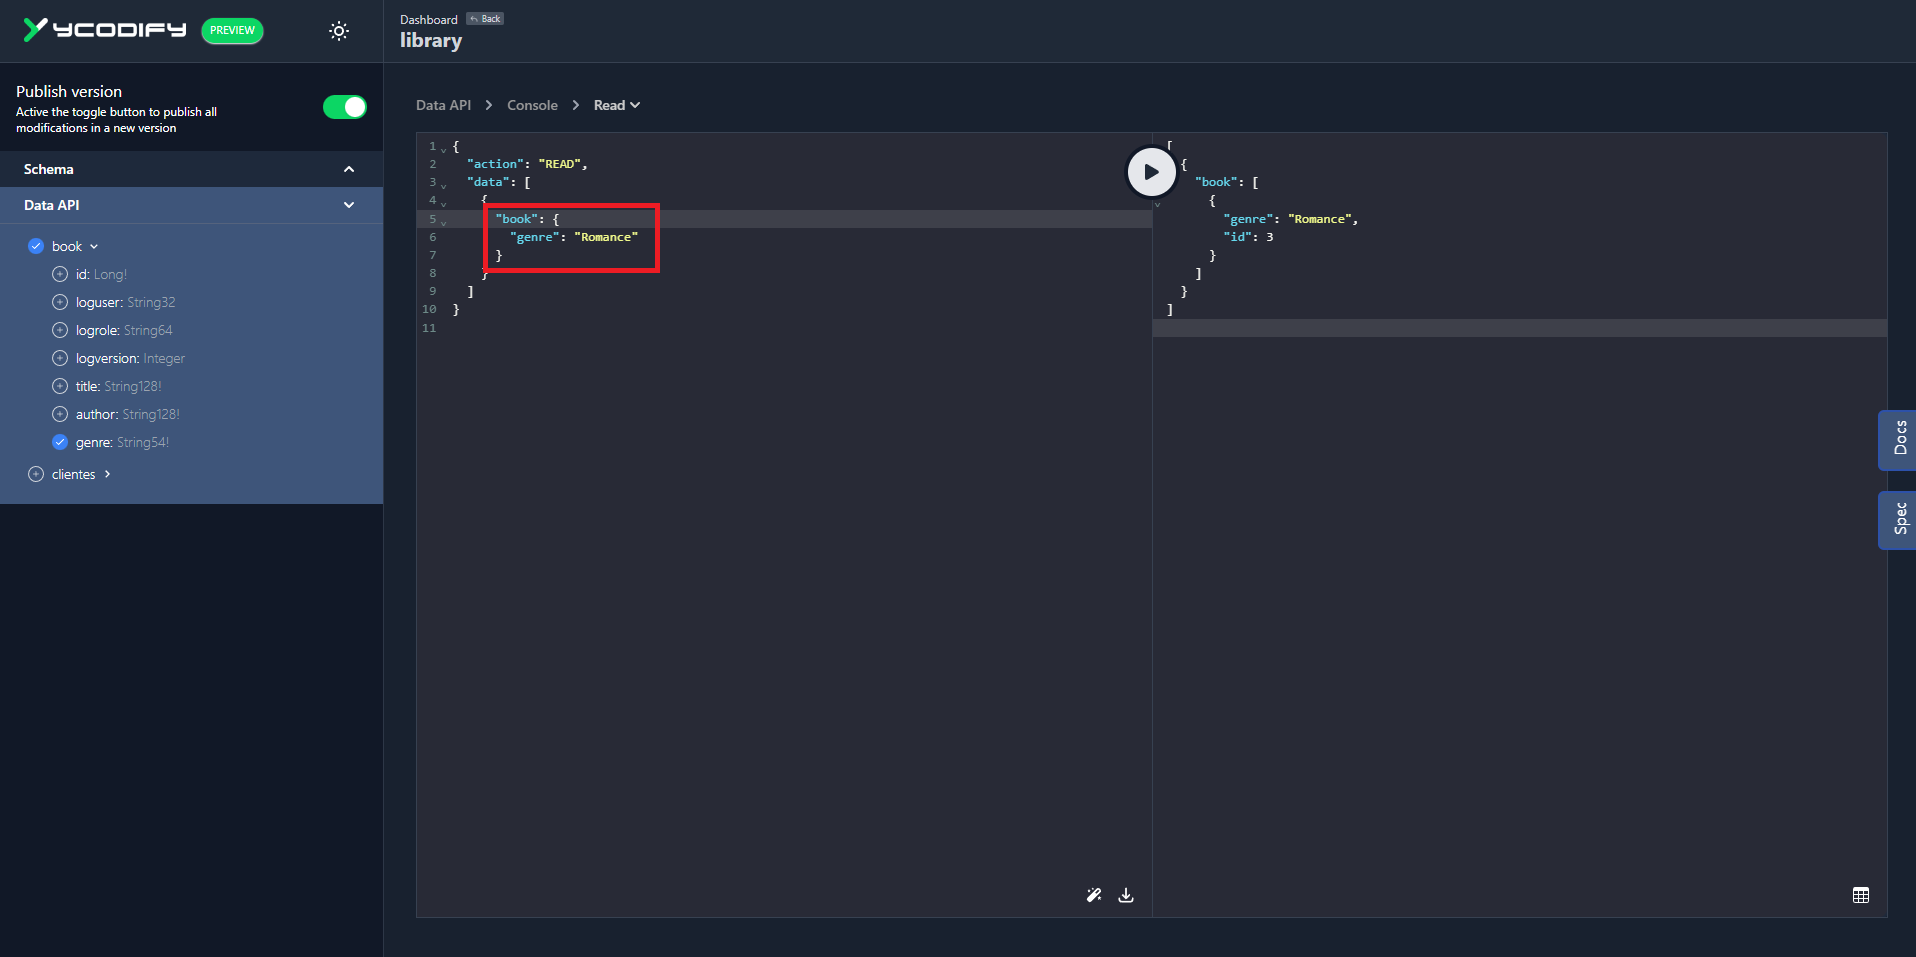 YCODIFY
PREVIEW
Dashboard
Back
library
Publish version
Active the toggle button to publish all
modifications in a new version
Schema
Data API
book
id: Long!
loguser: String32
logrole: String64
logversion: Integer
title: String128!
author: String128!
genre: String54!
clientes
Data API > Console > Read
1 {
2 "action": "READ",
3 "data": [
4 {
5 "book": {
6 "genre": "Romance"
7 }
8 }
9 ]
10 }
11
[
{
"book": [
{
"genre": "Romance",
"id": 3
}
]
}
]
Docs
Spec